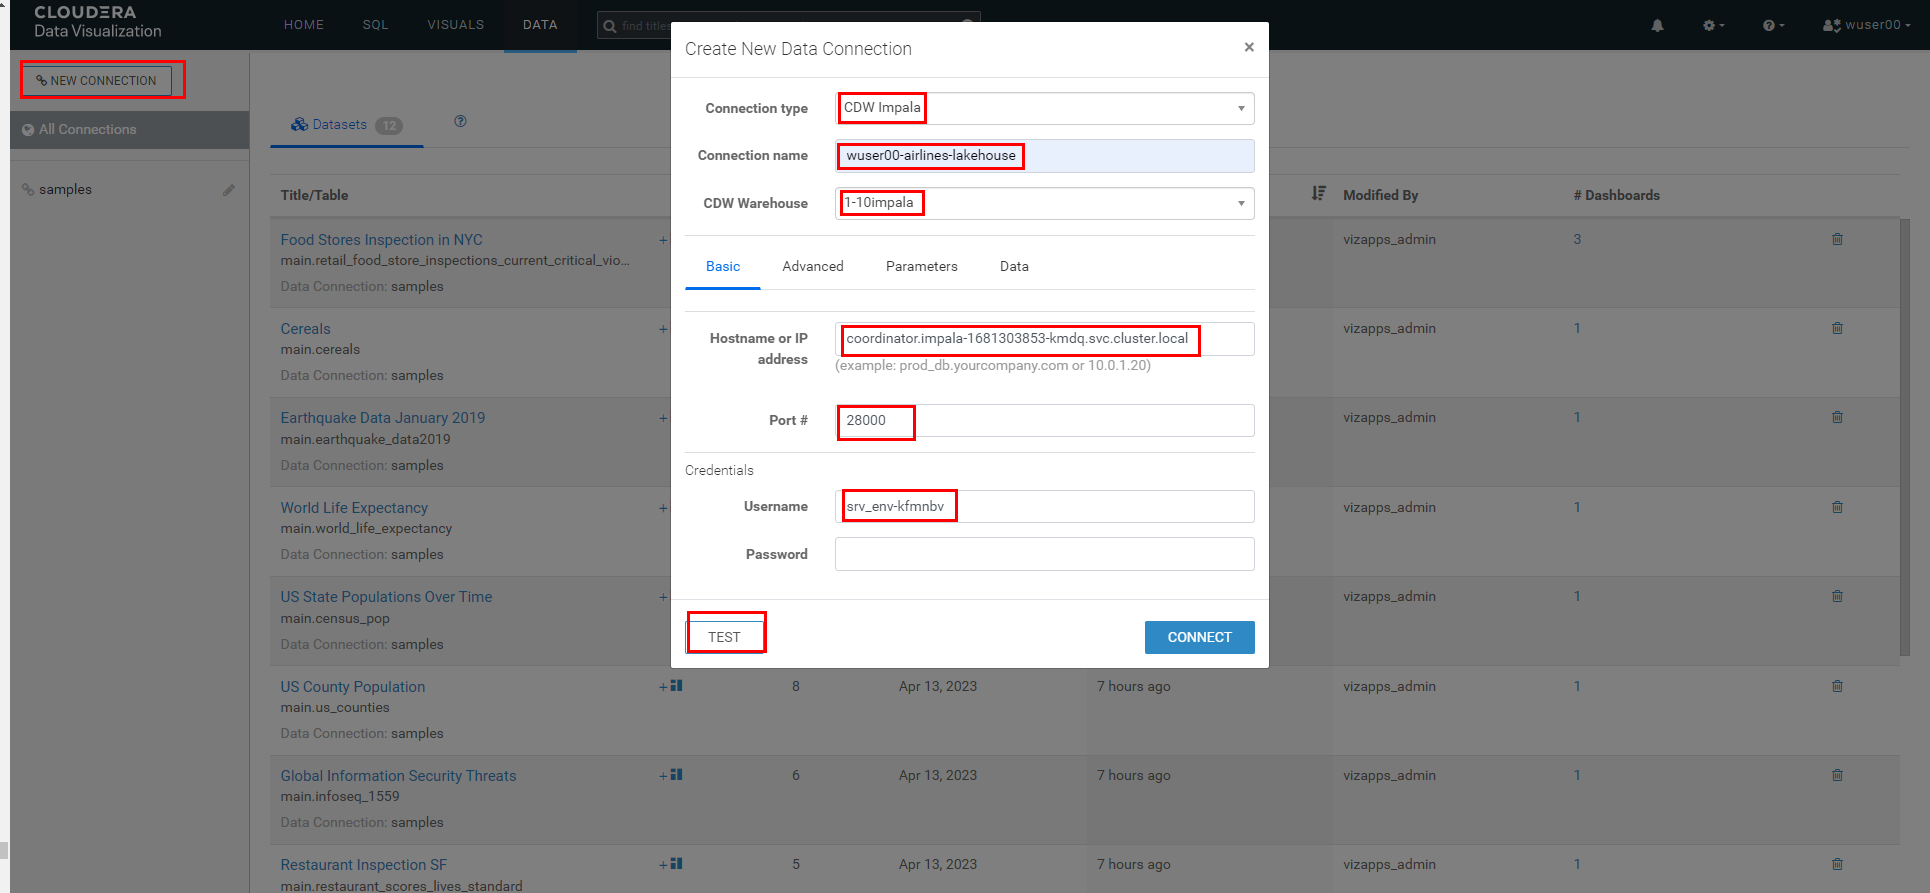 CLOUDERA
Data Visualization
HOME SQL VISUALS DATA
find titles
wuser00
NEW CONNECTION
All Connections
samples
Datasets 12
Title/Table
Modified By
# Dashboards
Food Stores Inspection in NYC
main.retail_food_store_inspections_current_critical_vio...
Data Connection: samples
vizapps_admin 3
Cereals
main.cereals
Data Connection: samples
vizapps_admin 1
Earthquake Data January 2019
main.earthquake_data2019
Data Connection: samples
vizapps_admin 1
World Life Expectancy
main.world_life_expectancy
Data Connection: samples
vizapps_admin 1
US State Populations Over Time
main.census_pop
Data Connection: samples
vizapps_admin 1
US County Population
main.us_counties
Data Connection: samples
8 Apr 13, 2023 7 hours ago vizapps_admin 1
Global Information Security Threats
main.infoseq_1559
Data Connection: samples
6 Apr 13, 2023 7 hours ago vizapps_admin 1
Restaurant Inspection SF
main.restaurant_scores_lives_standard
5 Apr 13, 2023 7 hours ago vizapps_admin 1
Create New Data Connection ×
Connection type CDW Impala
Connection name wuser00-airlines-lakehouse
CDW Warehouse 1-10impala
Basic Advanced Parameters Data
Hostname or IP
address
coordinator.impala-1681303853-kmdq.svc.cluster.local
(example: prod_db.yourcompany.com or 10.0.1.20)
Port # 28000
Credentials
Username srv_env-kfmnbv
Password
TEST
CONNECT